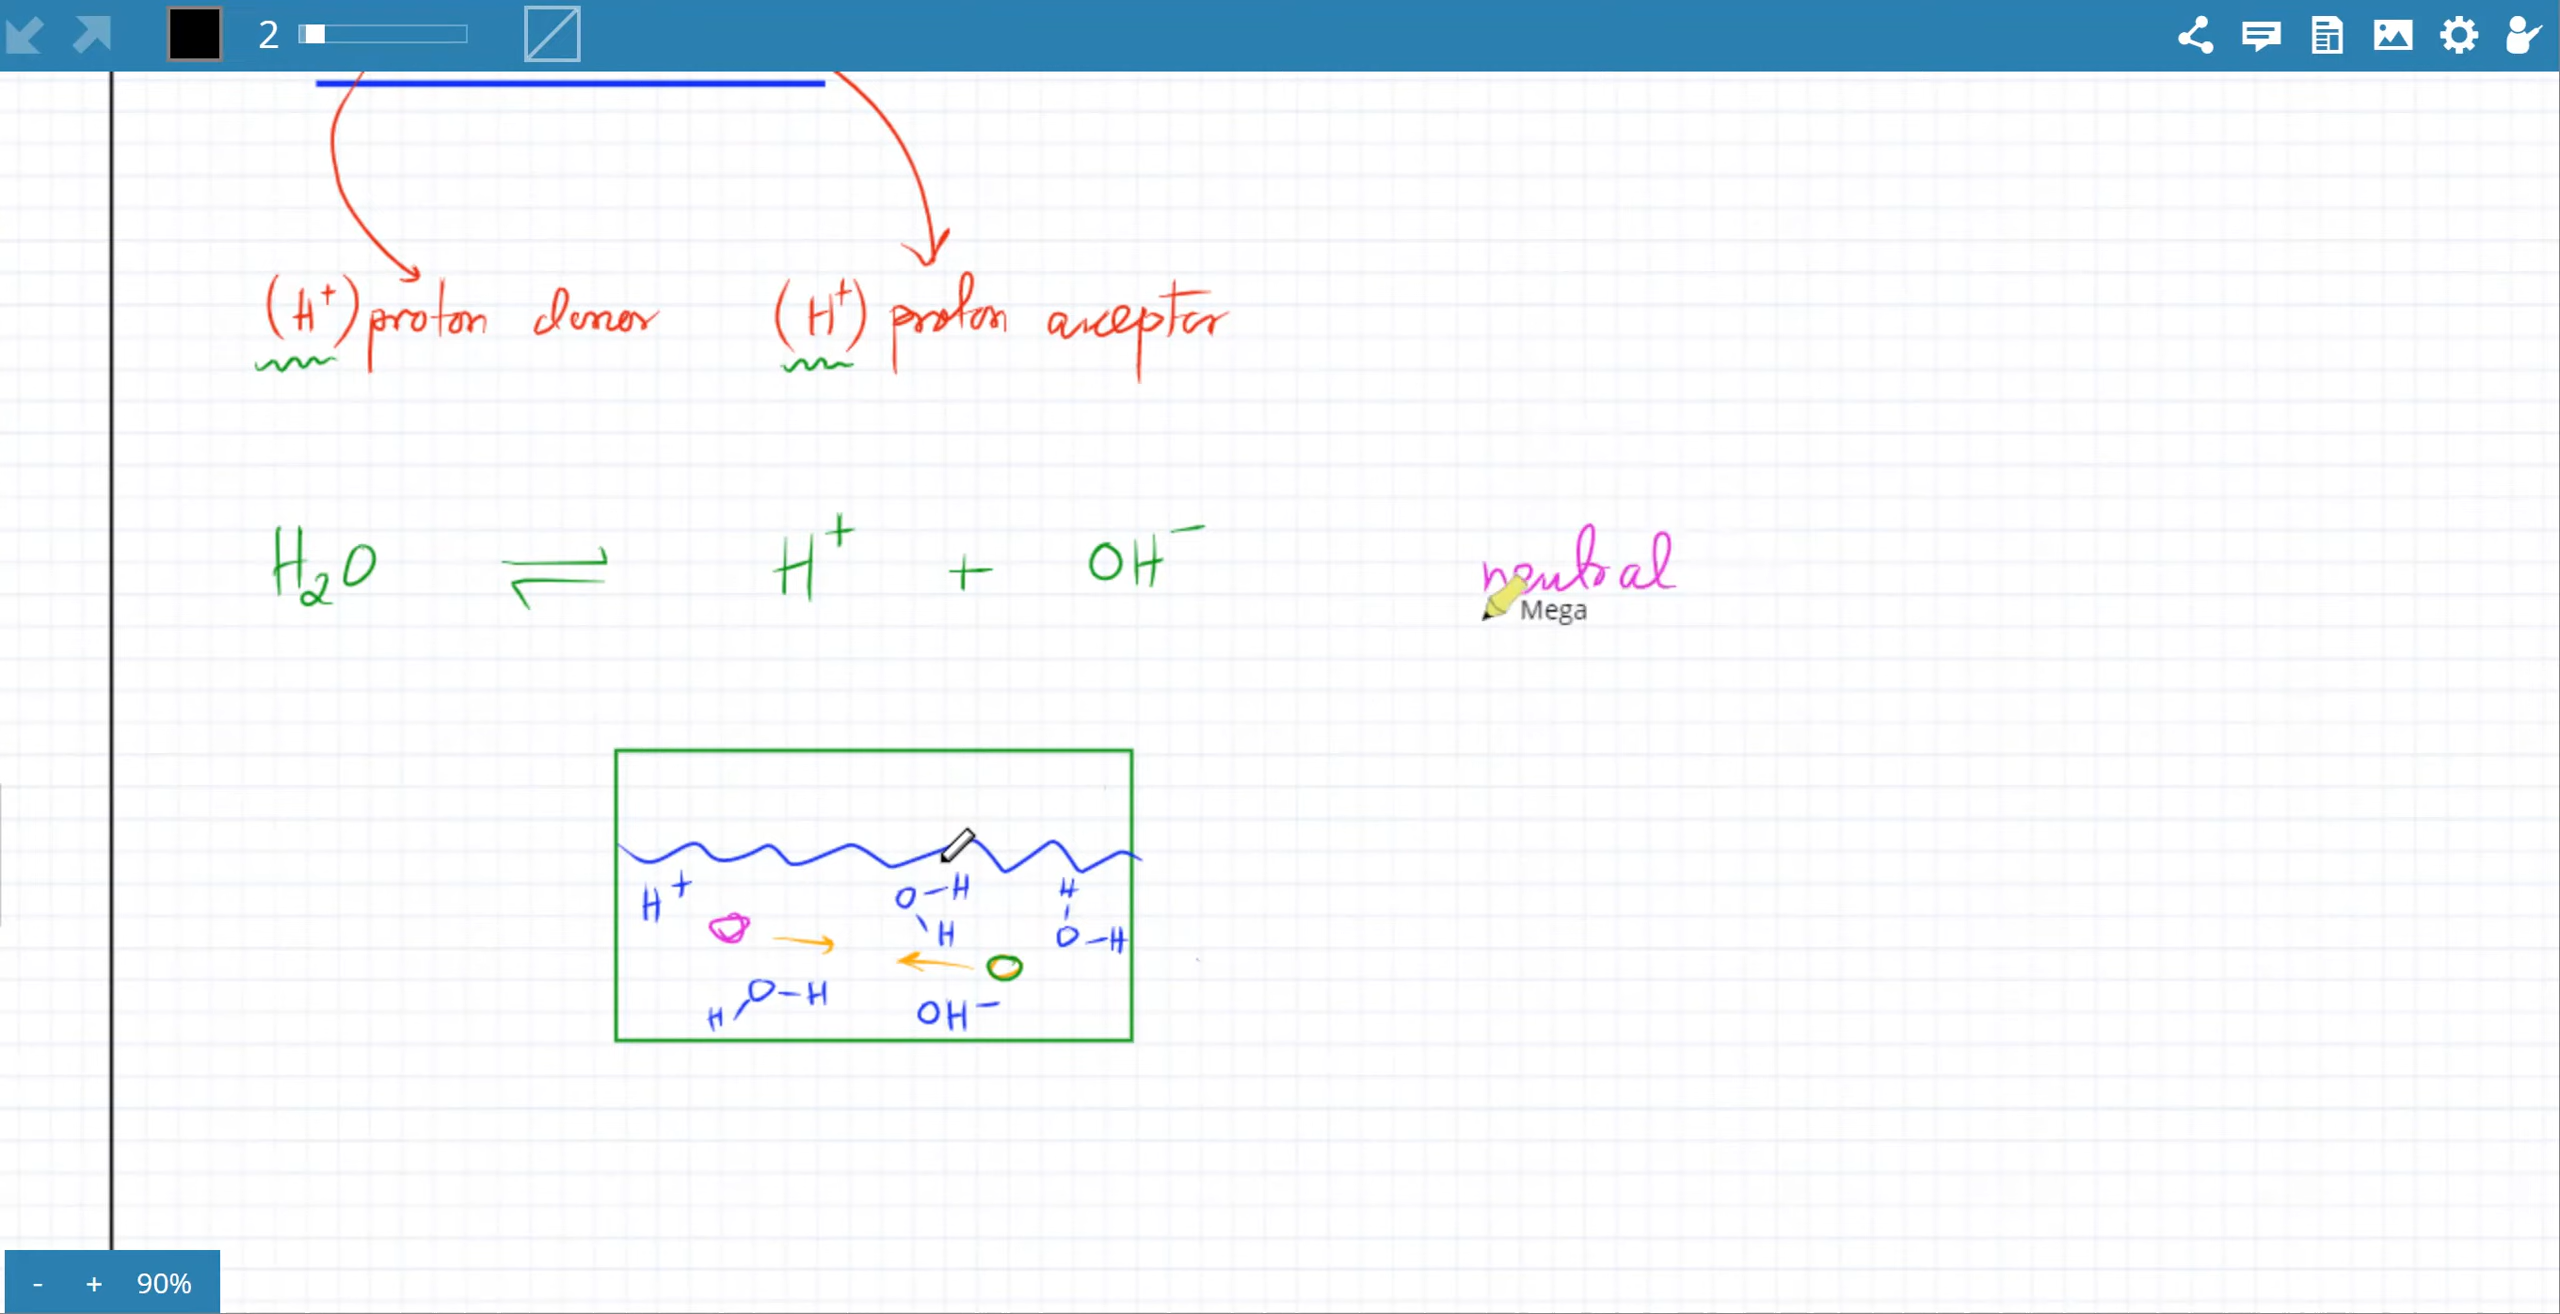 2
(H⁺) proton donor (H⁺) proton acceptor
H₂O ⇌ H⁺ + OH⁻ neutral
Mega
H⁺ O-H H
H O-H
H O-H OH⁻
- + 90%